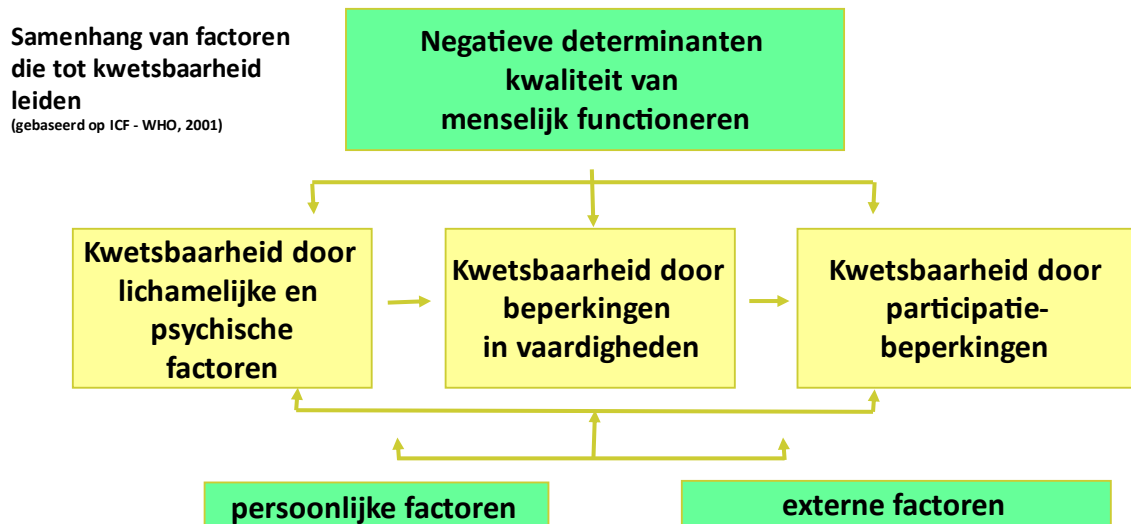 Samenhang van factoren
die tot kwetsbaarheid
leiden
(gebaseerd op ICF - WHO, 2001)
Negatieve determinanten
kwaliteit van
menselijk functioneren
Kwetsbaarheid door
lichamelijke en
psychische
factoren
Kwetsbaarheid door
beperkingen
in vaardigheden
Kwetsbaarheid door
participatie-
beperkingen
persoonlijke factoren
externe factoren